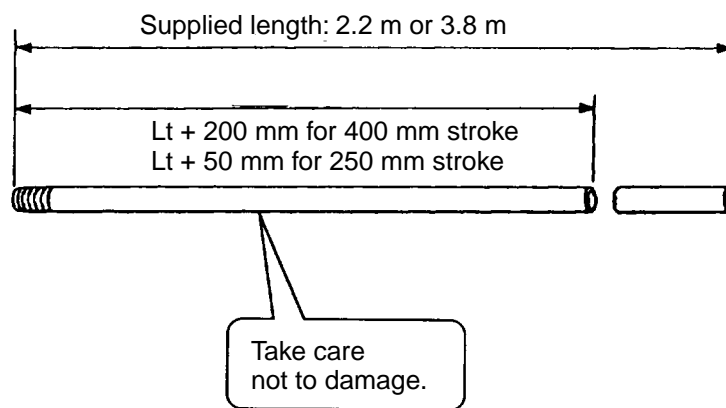 Supplied length: 2.2 m or 3.8 m
Lt + 200 mm for 400 mm stroke
Lt + 50 mm for 250 mm stroke
Take care
not to damage.